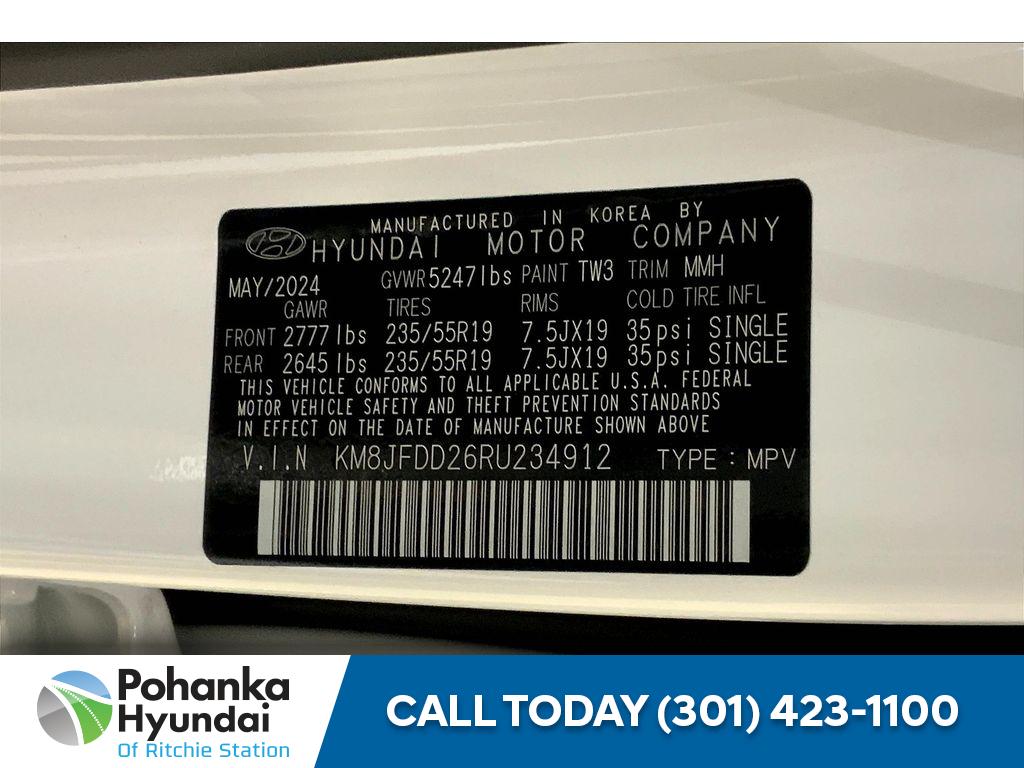 MANUFACTURED IN KOREA BY
HYUNDAI MOTOR COMPANY
MAY/2024 GVWR 5247lbs PAINT TW3 TRIM MMH
GAWR TIRES RIMS COLD TIRE INFL
FRONT 2777lbs 235/55R19 7.5JX19 35psi SINGLE
REAR 2645lbs 235/55R19 7.5JX19 35psi SINGLE
THIS VEHICLE CONFORMS TO ALL APPLICABLE U.S.A. FEDERAL
MOTOR VEHICLE SAFETY AND THEFT PREVENTION STANDARDS
IN EFFECT ON THE DATE OF MANUFACTURE SHOWN ABOVE
V.I.N KM8JFDD26RU234912 TYPE : MPV
Pohanka
Hyundai
Of Ritchie Station
CALL TODAY (301) 423-1100